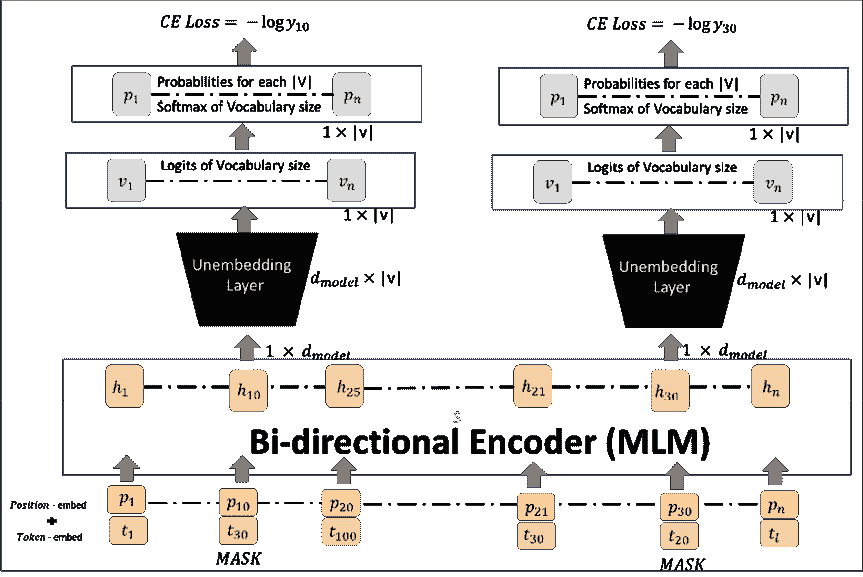 CE Loss = −log y₁₀ CE Loss = −log y₃₀
p₁ Probabilities for each |V| pₙ p₁ Probabilities for each |V| pₙ
Softmax of Vocabulary size Softmax of Vocabulary size
1 × |v| 1 × |v|
Logits of Vocabulary size Logits of Vocabulary size
v₁ vₙ v₁ vₙ
1 × |v| 1 × |v|
Unembedding Unembedding
Layer d_model × |v| Layer d_model × |v|
1 × d_model 1 × d_model
h₁ h₁₀ h₂₅ h₂₁ h₃₀ hₙ
Bi-directional Encoder (MLM)
Position - embed p₁ p₁₀ p₂₀ p₂₁ p₃₀ pₙ
+
Token - embed t₁ t₃₀ t₁₀₀ t₃₀ t₂₀ tₗ
MASK MASK